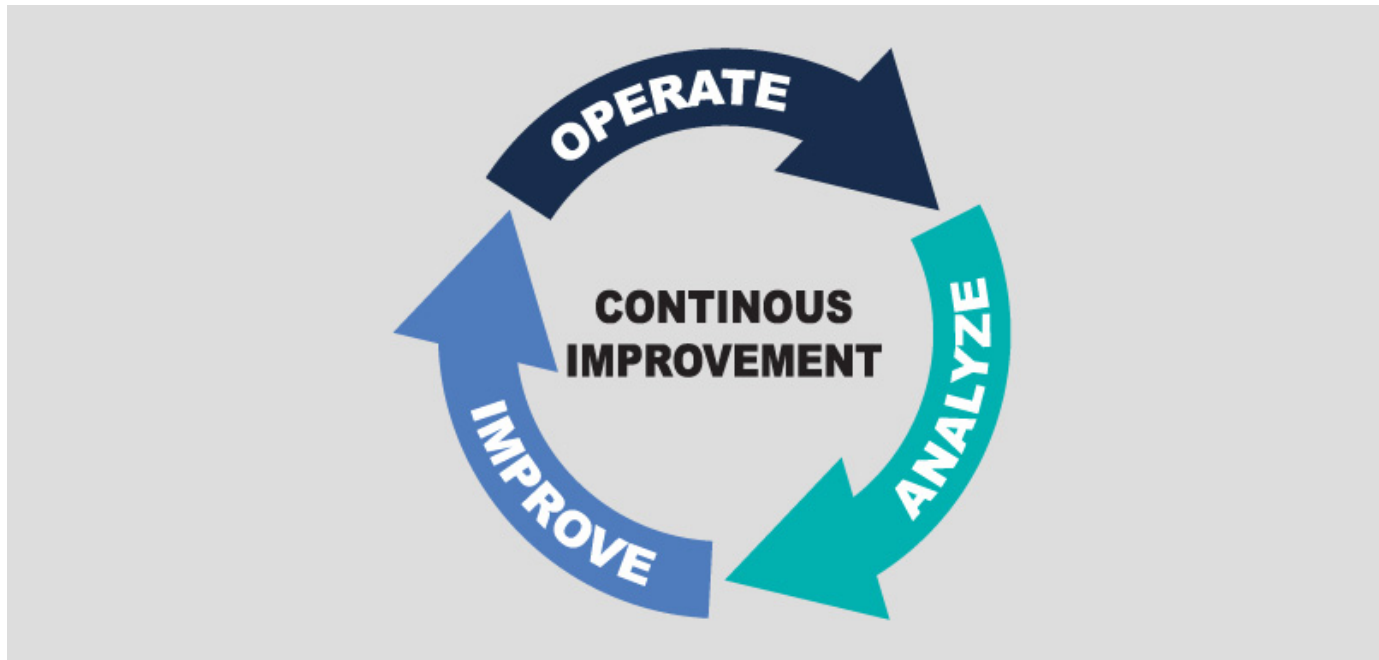 OPERATE
CONTINOUS
IMPROVEMENT
ANALYZE
IMPROVE